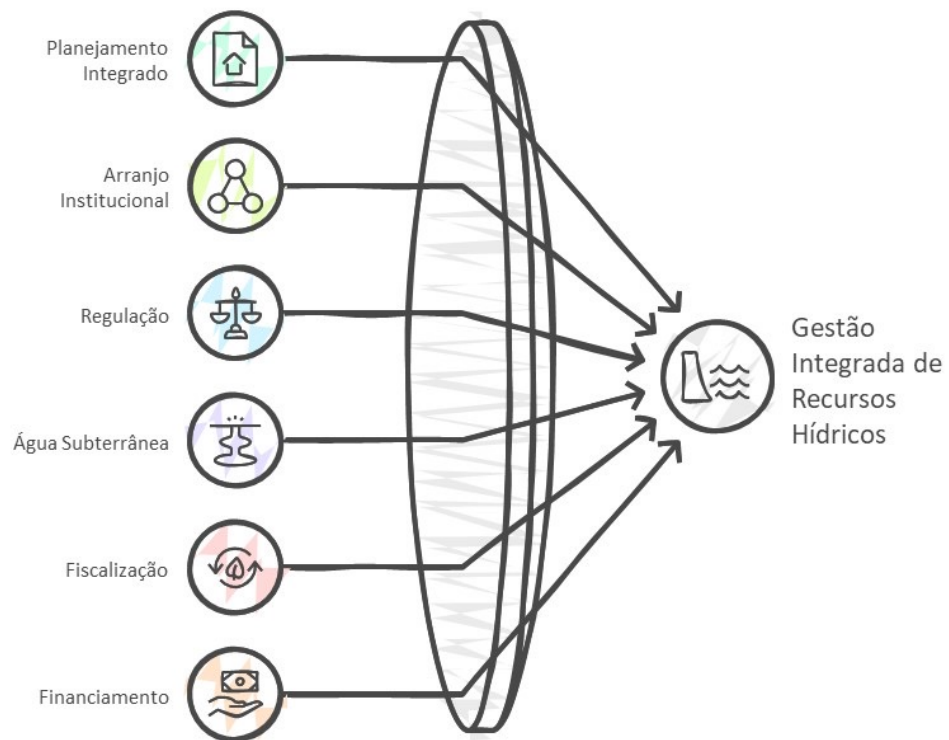 Planejamento
Integrado
Arranjo
Institucional
Regulação
Água Subterrânea
Fiscalização
Financiamento
Gestão
Integrada de
Recursos
Hídricos